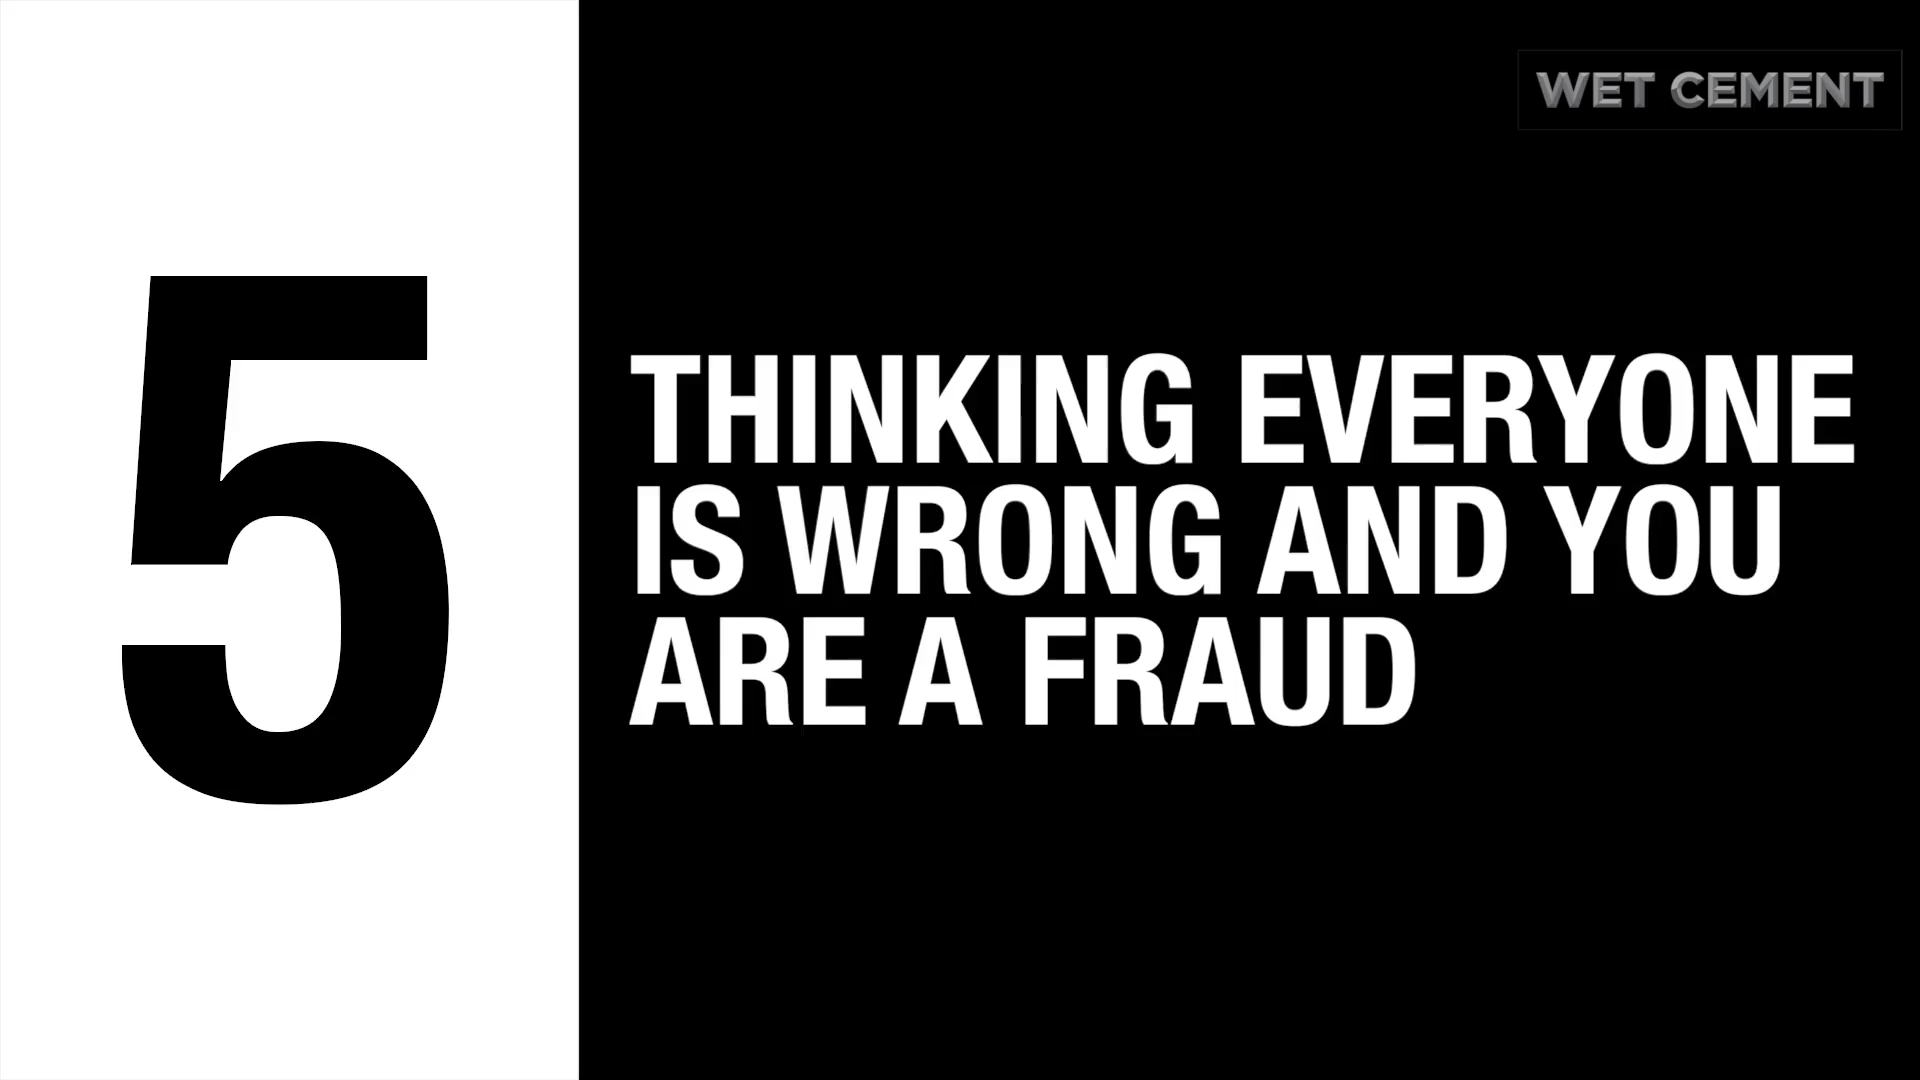 WET CEMENT
5
THINKING EVERYONE
IS WRONG AND YOU
ARE A FRAUD